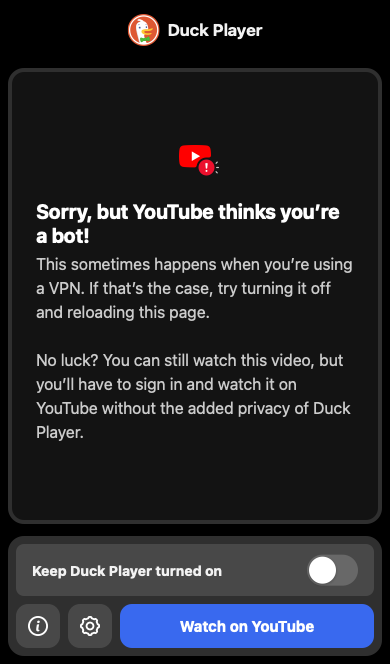 Duck Player
Sorry, but YouTube thinks you’re
a bot!
This sometimes happens when you’re using
a VPN. If that’s the case, try turning it off
and reloading this page.
No luck? You can still watch this video, but
you’ll have to sign in and watch it on
YouTube without the added privacy of Duck
Player.
Keep Duck Player turned on
Watch on YouTube